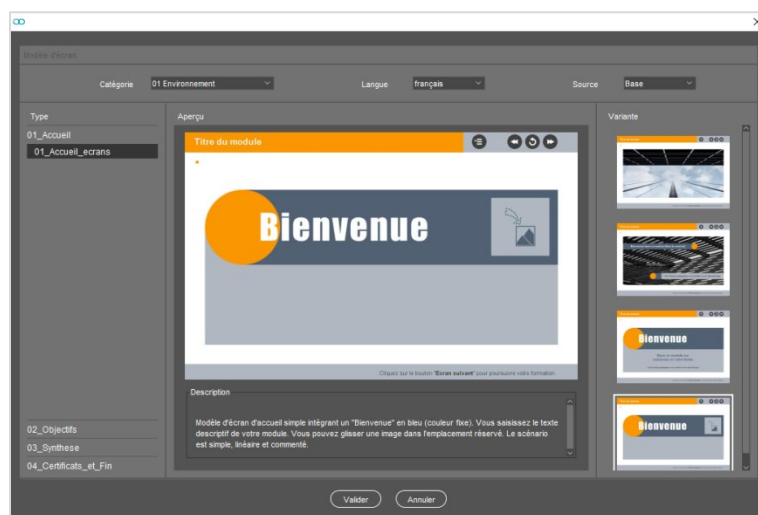 Modèle d'écran
Catégorie 01 Environnement Langue français Source Base
Type
01_Accueil
01_Accueil_ecrans
02_Objectifs
03_Synthese
04_Certificats_et_Fin
Aperçu
Titre du module
Bienvenue
Cliquez sur le bouton "Ecran suivant" pour poursuivre votre formation.
Description
Modèle d'écran d'accueil simple intégrant un "Bienvenue" en bleu (couleur fixe). Vous saisissez le texte
descriptif de votre module. Vous pouvez glisser une image dans l'emplacement réservé. Le scénario
est simple, linéaire et commenté.
Variante
Bienvenue
Bienvenue
Valider Annuler